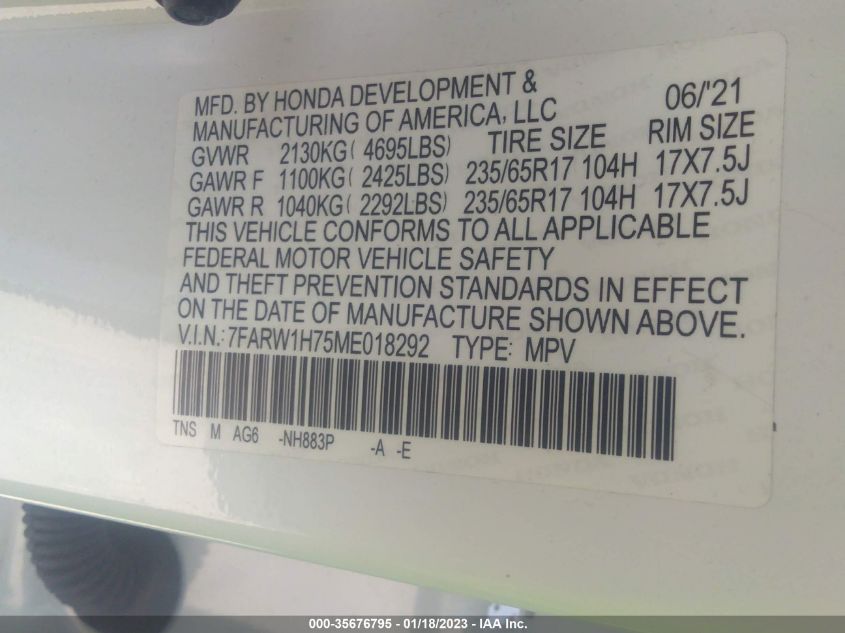 MFD. BY HONDA DEVELOPMENT & 06/'21
MANUFACTURING OF AMERICA, LLC
GVWR 2130KG( 4695LBS) TIRE SIZE RIM SIZE
GAWR F 1100KG( 2425LBS) 235/65R17 104H 17X7.5J
GAWR R 1040KG( 2292LBS) 235/65R17 104H 17X7.5J
THIS VEHICLE CONFORMS TO ALL APPLICABLE
FEDERAL MOTOR VEHICLE SAFETY
AND THEFT PREVENTION STANDARDS IN EFFECT
ON THE DATE OF MANUFACTURE SHOWN ABOVE.
V.I.N.: 7FARW1H75ME018292 TYPE: MPV
TNS M AG6 -NH883P -A -E
000-35676795 - 01/18/2023 - IAA Inc.